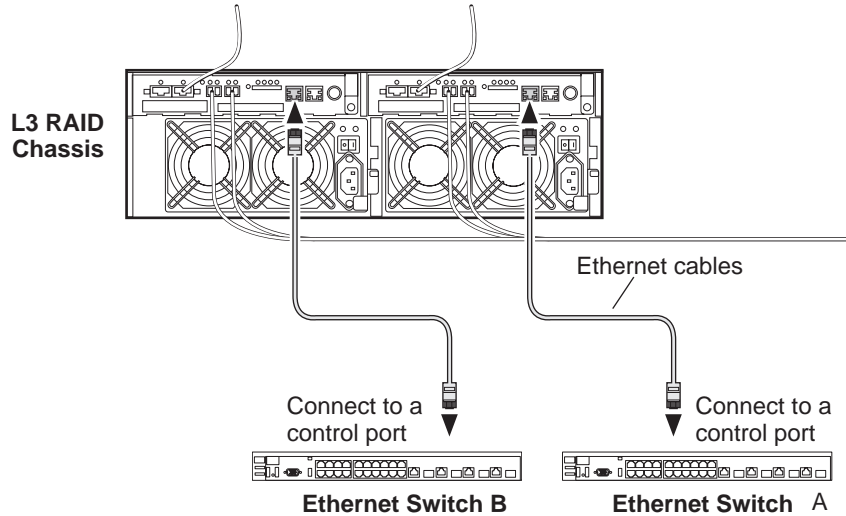 L3 RAID
Chassis
Ethernet cables
Connect to a
control port
Connect to a
control port
Ethernet Switch B
Ethernet Switch A